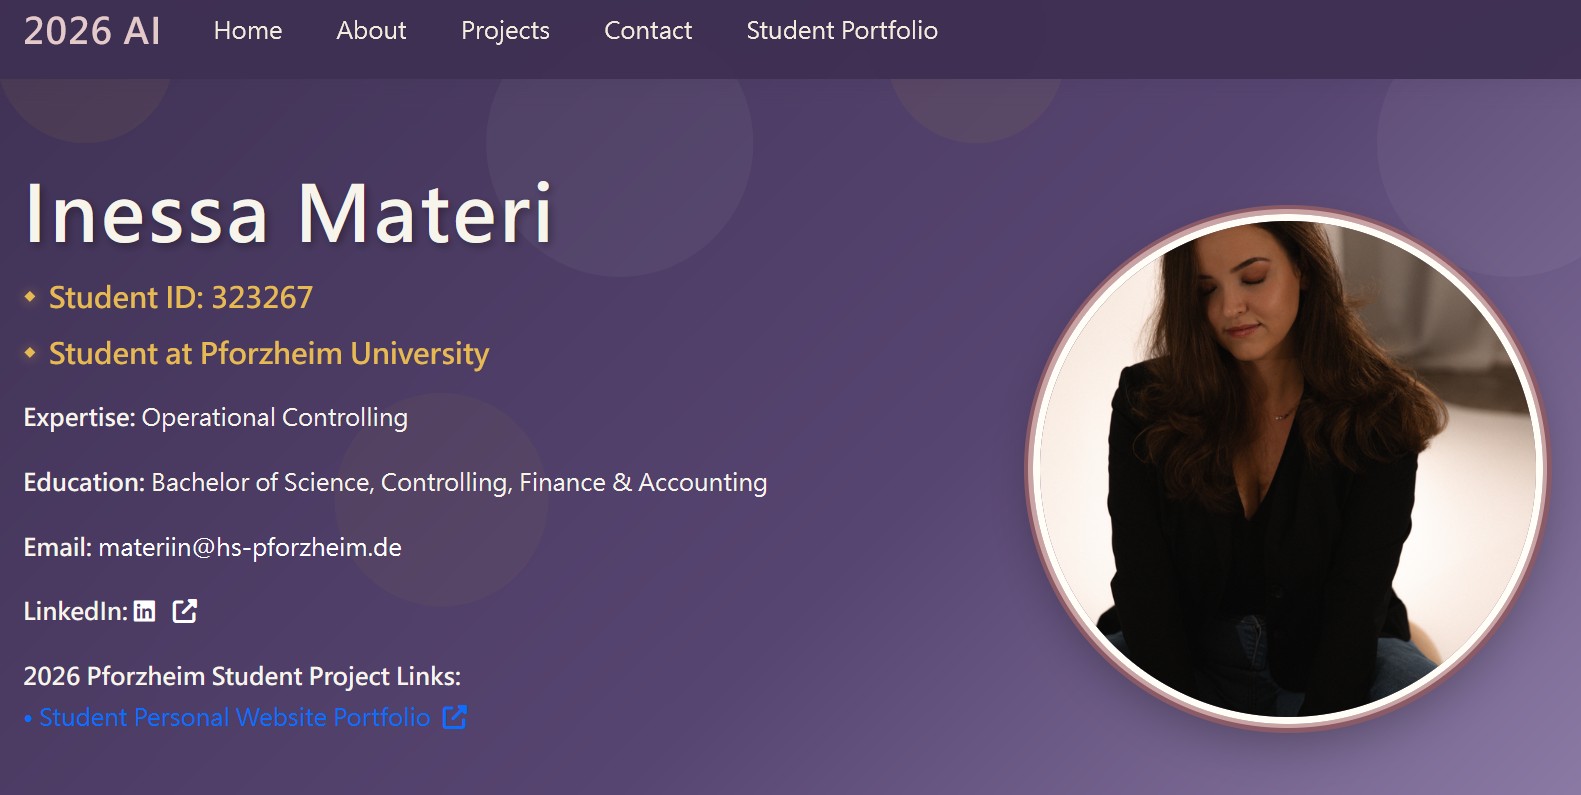 2026 AI Home About Projects Contact Student Portfolio
Inessa Materi
◆ Student ID: 323267
◆ Student at Pforzheim University
Expertise: Operational Controlling
Education: Bachelor of Science, Controlling, Finance & Accounting
Email: materiin@hs-pforzheim.de
LinkedIn: in
2026 Pforzheim Student Project Links:
• Student Personal Website Portfolio